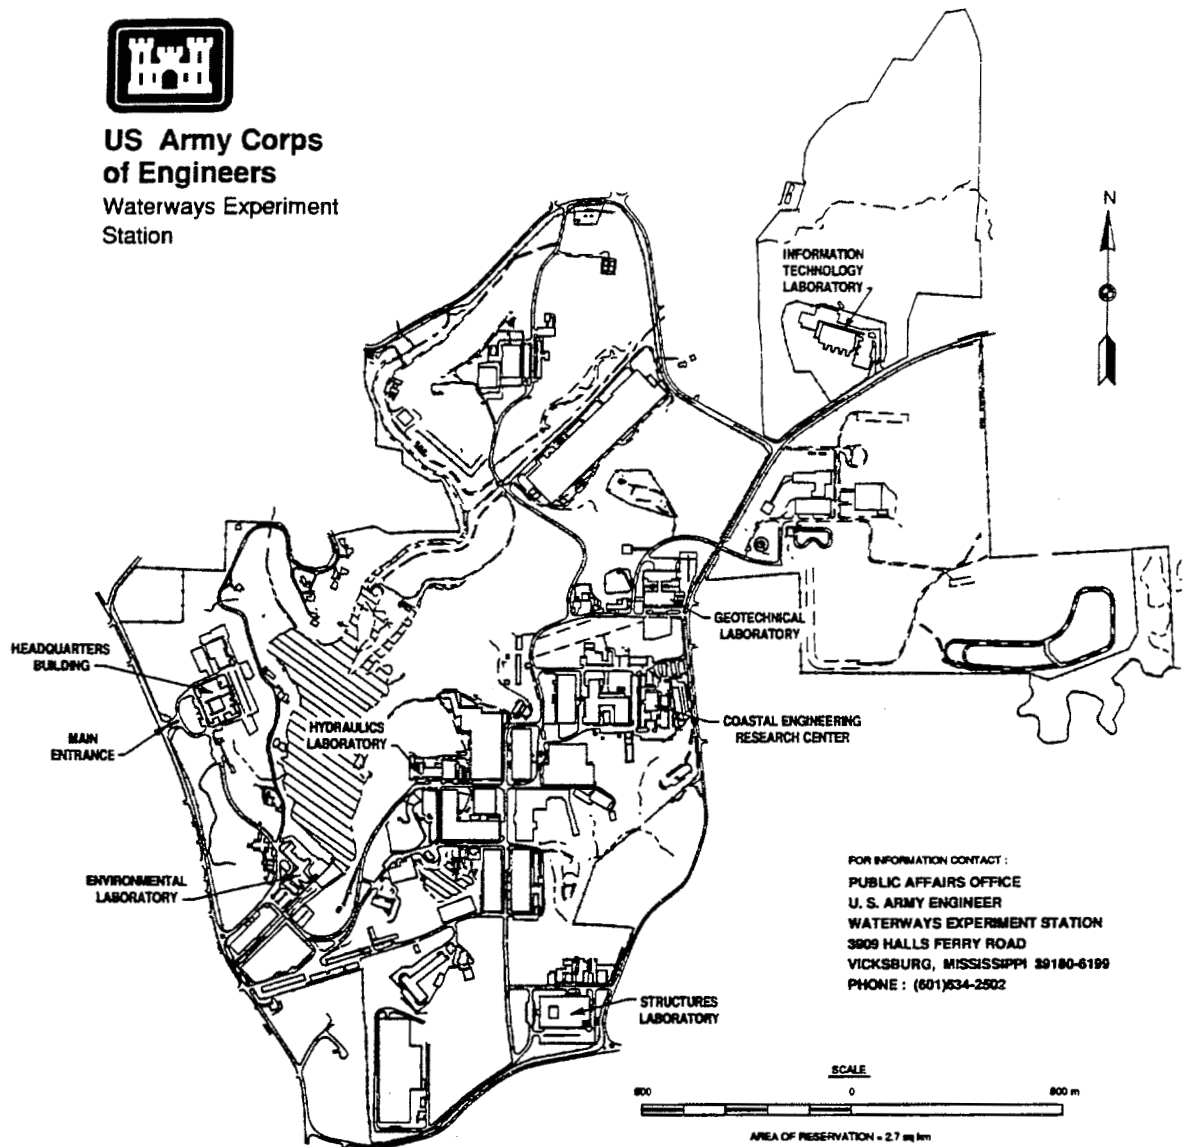 US Army Corps
of Engineers
Waterways Experiment
Station
N
INFORMATION
TECHNOLOGY
LABORATORY
GEOTECHNICAL
LABORATORY
HEADQUARTERS
BUILDING
MAIN
ENTRANCE
HYDRAULICS
LABORATORY
COASTAL ENGINEERING
RESEARCH CENTER
ENVIRONMENTAL
LABORATORY
STRUCTURES
LABORATORY
FOR INFORMATION CONTACT :
PUBLIC AFFAIRS OFFICE
U. S. ARMY ENGINEER
WATERWAYS EXPERIMENT STATION
3909 HALLS FERRY ROAD
VICKSBURG, MISSISSIPPI 39180-6199
PHONE : (601)634-2502
SCALE
0
AREA OF RESERVATION = 2.7 sq km